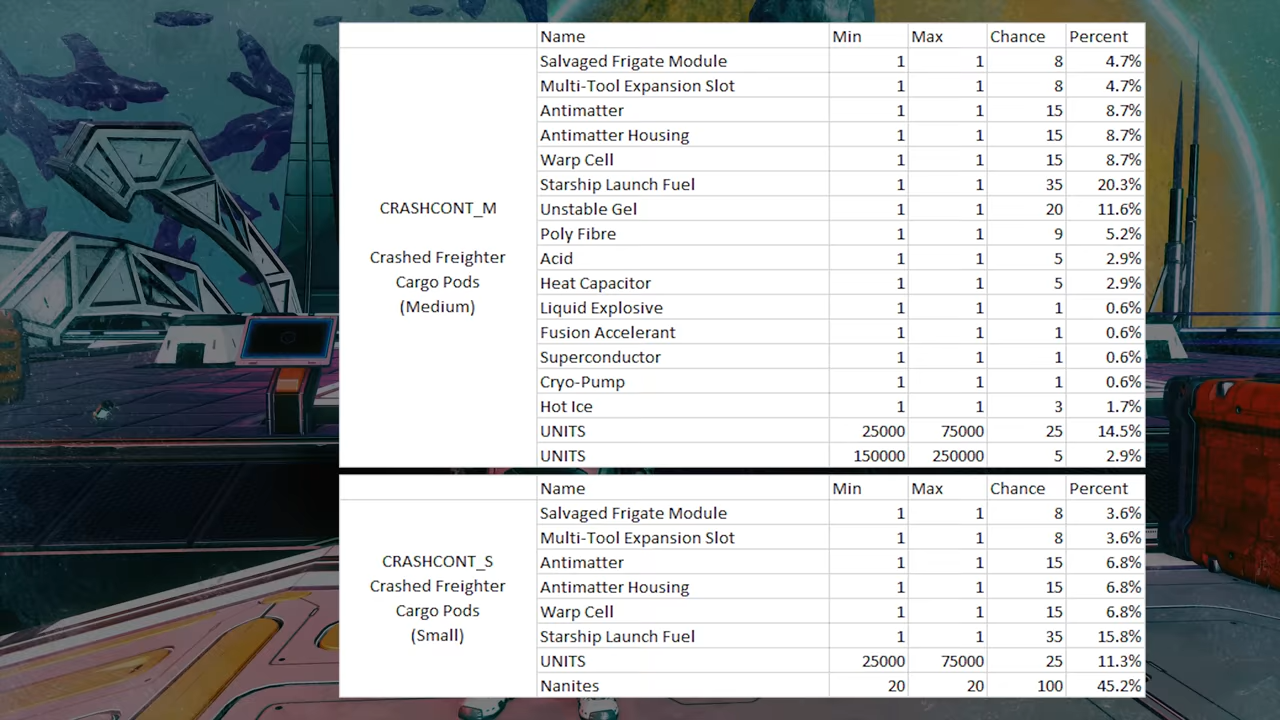 Name Min Max Chance Percent
Salvaged Frigate Module 1 1 8 4.7%
Multi-Tool Expansion Slot 1 1 8 4.7%
Antimatter 1 1 15 8.7%
Antimatter Housing 1 1 15 8.7%
Warp Cell 1 1 15 8.7%
Starship Launch Fuel 1 1 35 20.3%
CRASHCONT_M Unstable Gel 1 1 20 11.6%
Poly Fibre 1 1 9 5.2%
Crashed Freighter Acid 1 1 5 2.9%
Cargo Pods Heat Capacitor 1 1 5 2.9%
(Medium) Liquid Explosive 1 1 1 0.6%
Fusion Accelerant 1 1 1 0.6%
Superconductor 1 1 1 0.6%
Cryo-Pump 1 1 1 0.6%
Hot Ice 1 1 3 1.7%
UNITS 25000 75000 25 14.5%
UNITS 150000 250000 5 2.9%
Name Min Max Chance Percent
Salvaged Frigate Module 1 1 8 3.6%
Multi-Tool Expansion Slot 1 1 8 3.6%
CRASHCONT_S Antimatter 1 1 15 6.8%
Crashed Freighter Antimatter Housing 1 1 15 6.8%
Cargo Pods Warp Cell 1 1 15 6.8%
(Small) Starship Launch Fuel 1 1 35 15.8%
UNITS 25000 75000 25 11.3%
Nanites 20 20 100 45.2%